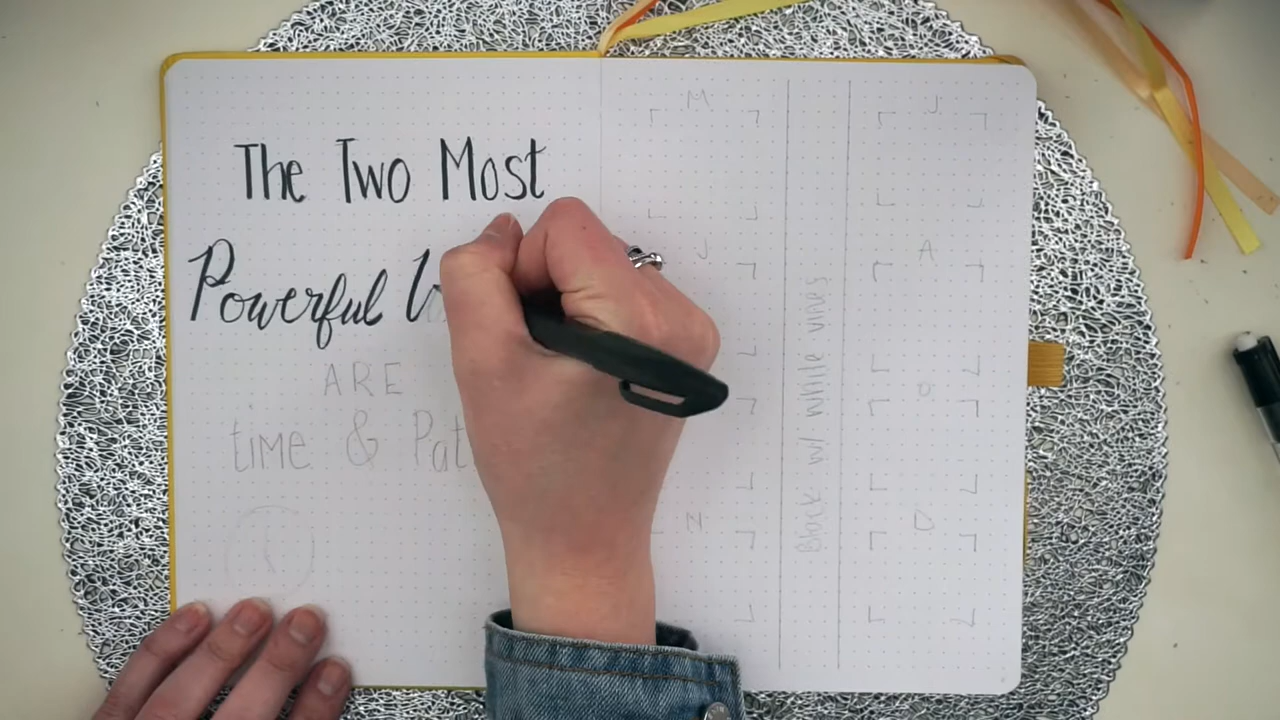 The Two Most
Powerful
ARE
time & Pat
M
J
J
A
O
N
D
Black w/ white vines